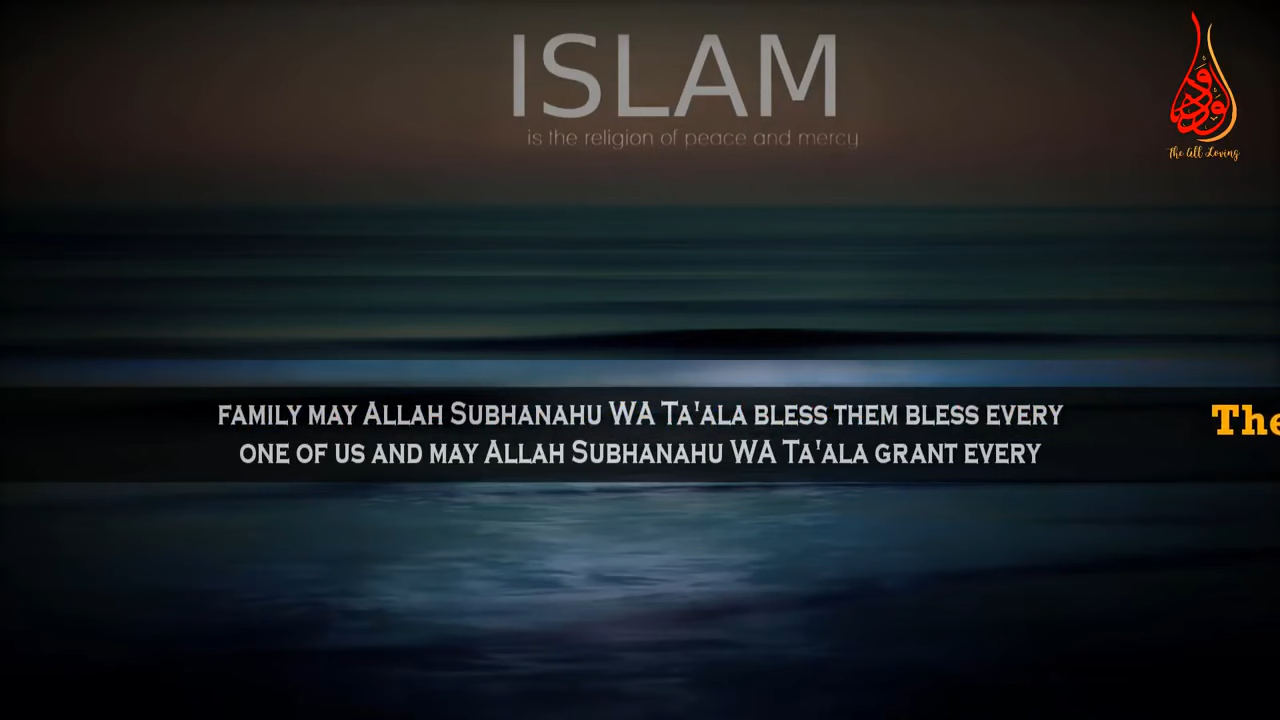 ISLAM
is the religion of peace and mercy
الودود
The All Loving
FAMILY MAY ALLAH SUBHANAHU WA TA'ALA BLESS THEM BLESS EVERY
ONE OF US AND MAY ALLAH SUBHANAHU WA TA'ALA GRANT EVERY
The